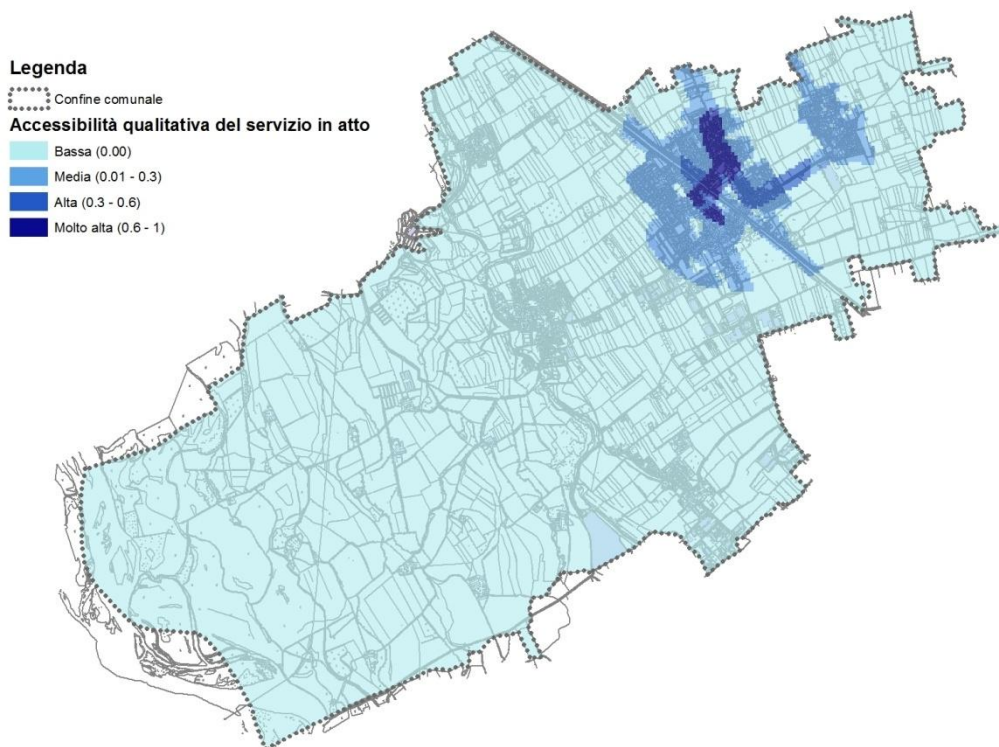 Legenda
Confine comunale
Accessibilità qualitativa del servizio in atto
Bassa (0.00)
Media (0.01 - 0.3)
Alta (0.3 - 0.6)
Molto alta (0.6 - 1)